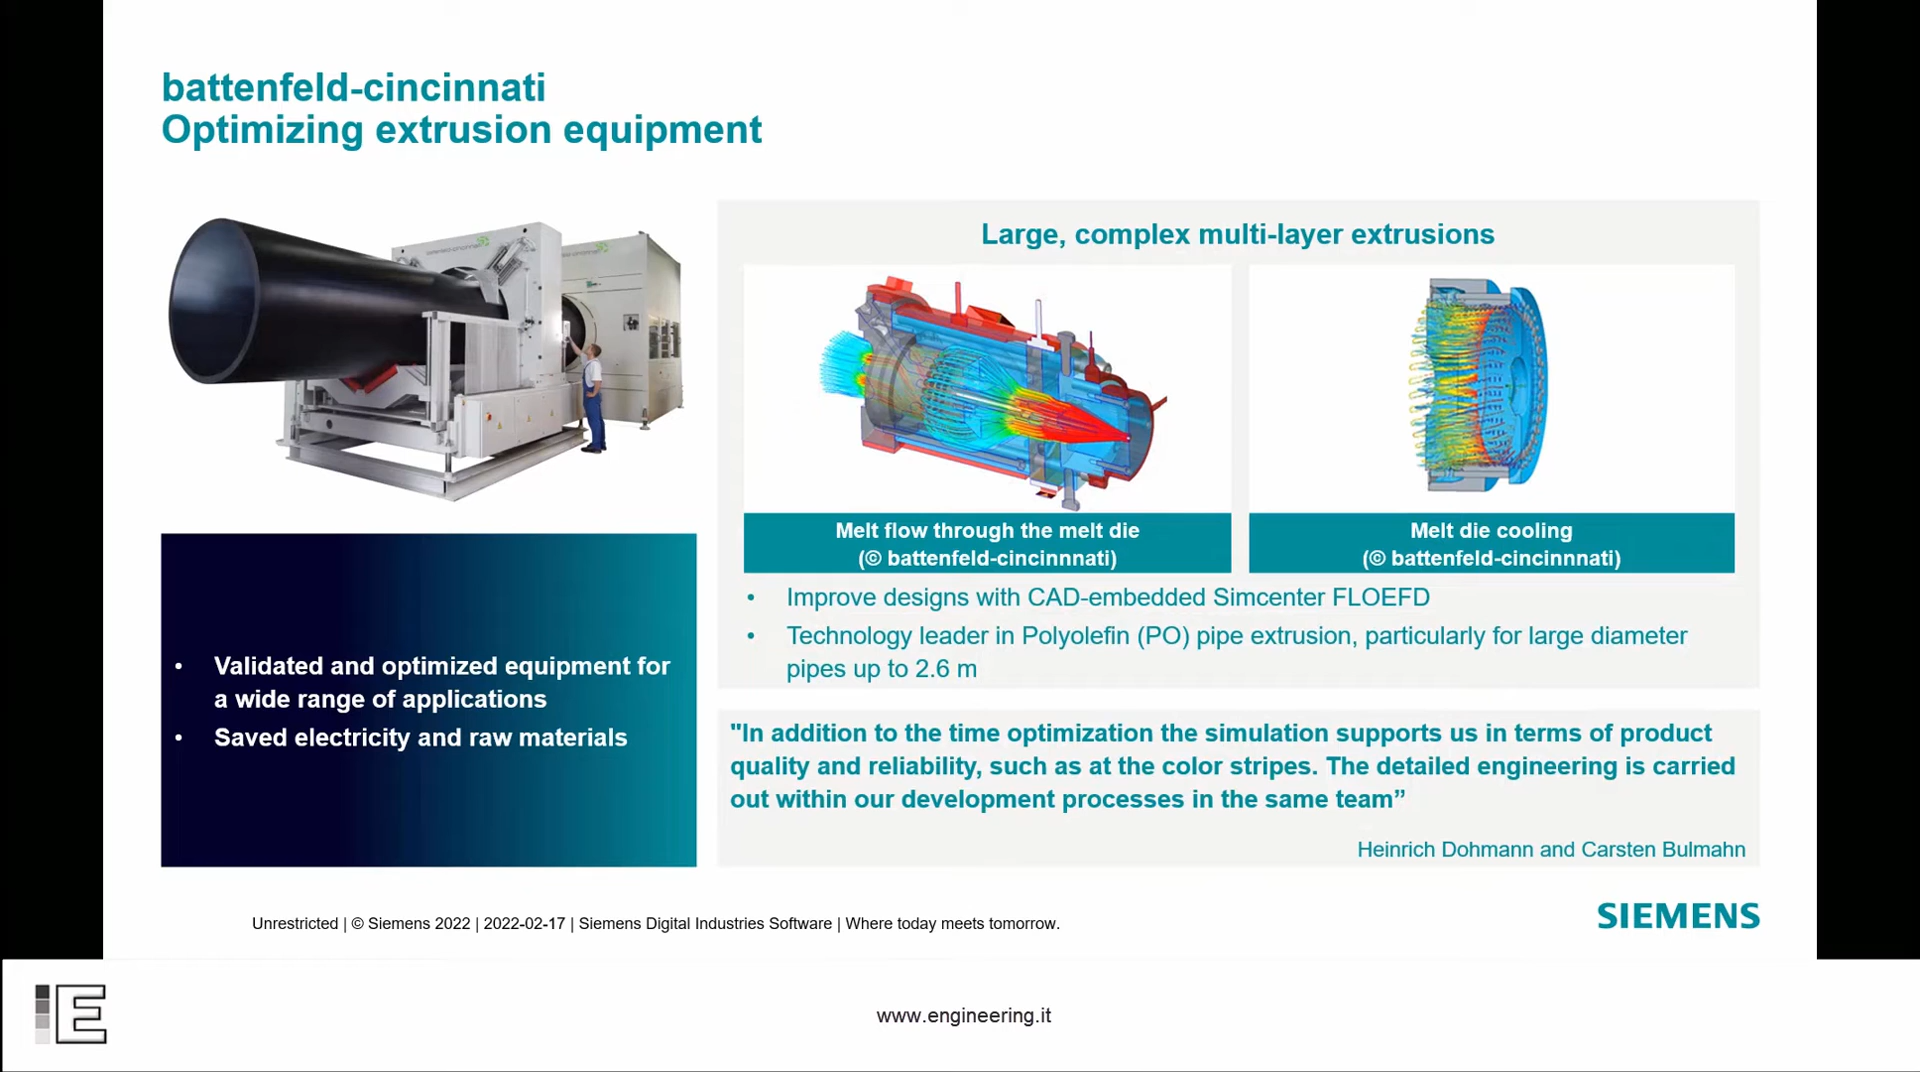 battenfeld-cincinnati
Optimizing extrusion equipment
Large, complex multi-layer extrusions
Melt flow through the melt die
(© battenfeld-cincinnnati)
Melt die cooling
(© battenfeld-cincinnnati)
• Improve designs with CAD-embedded Simcenter FLOEFD
• Technology leader in Polyolefin (PO) pipe extrusion, particularly for large diameter
pipes up to 2.6 m
• Validated and optimized equipment for
a wide range of applications
• Saved electricity and raw materials
"In addition to the time optimization the simulation supports us in terms of product
quality and reliability, such as at the color stripes. The detailed engineering is carried
out within our development processes in the same team”
Heinrich Dohmann and Carsten Bulmahn
Unrestricted | © Siemens 2022 | 2022-02-17 | Siemens Digital Industries Software | Where today meets tomorrow.
SIEMENS
iE
www.engineering.it